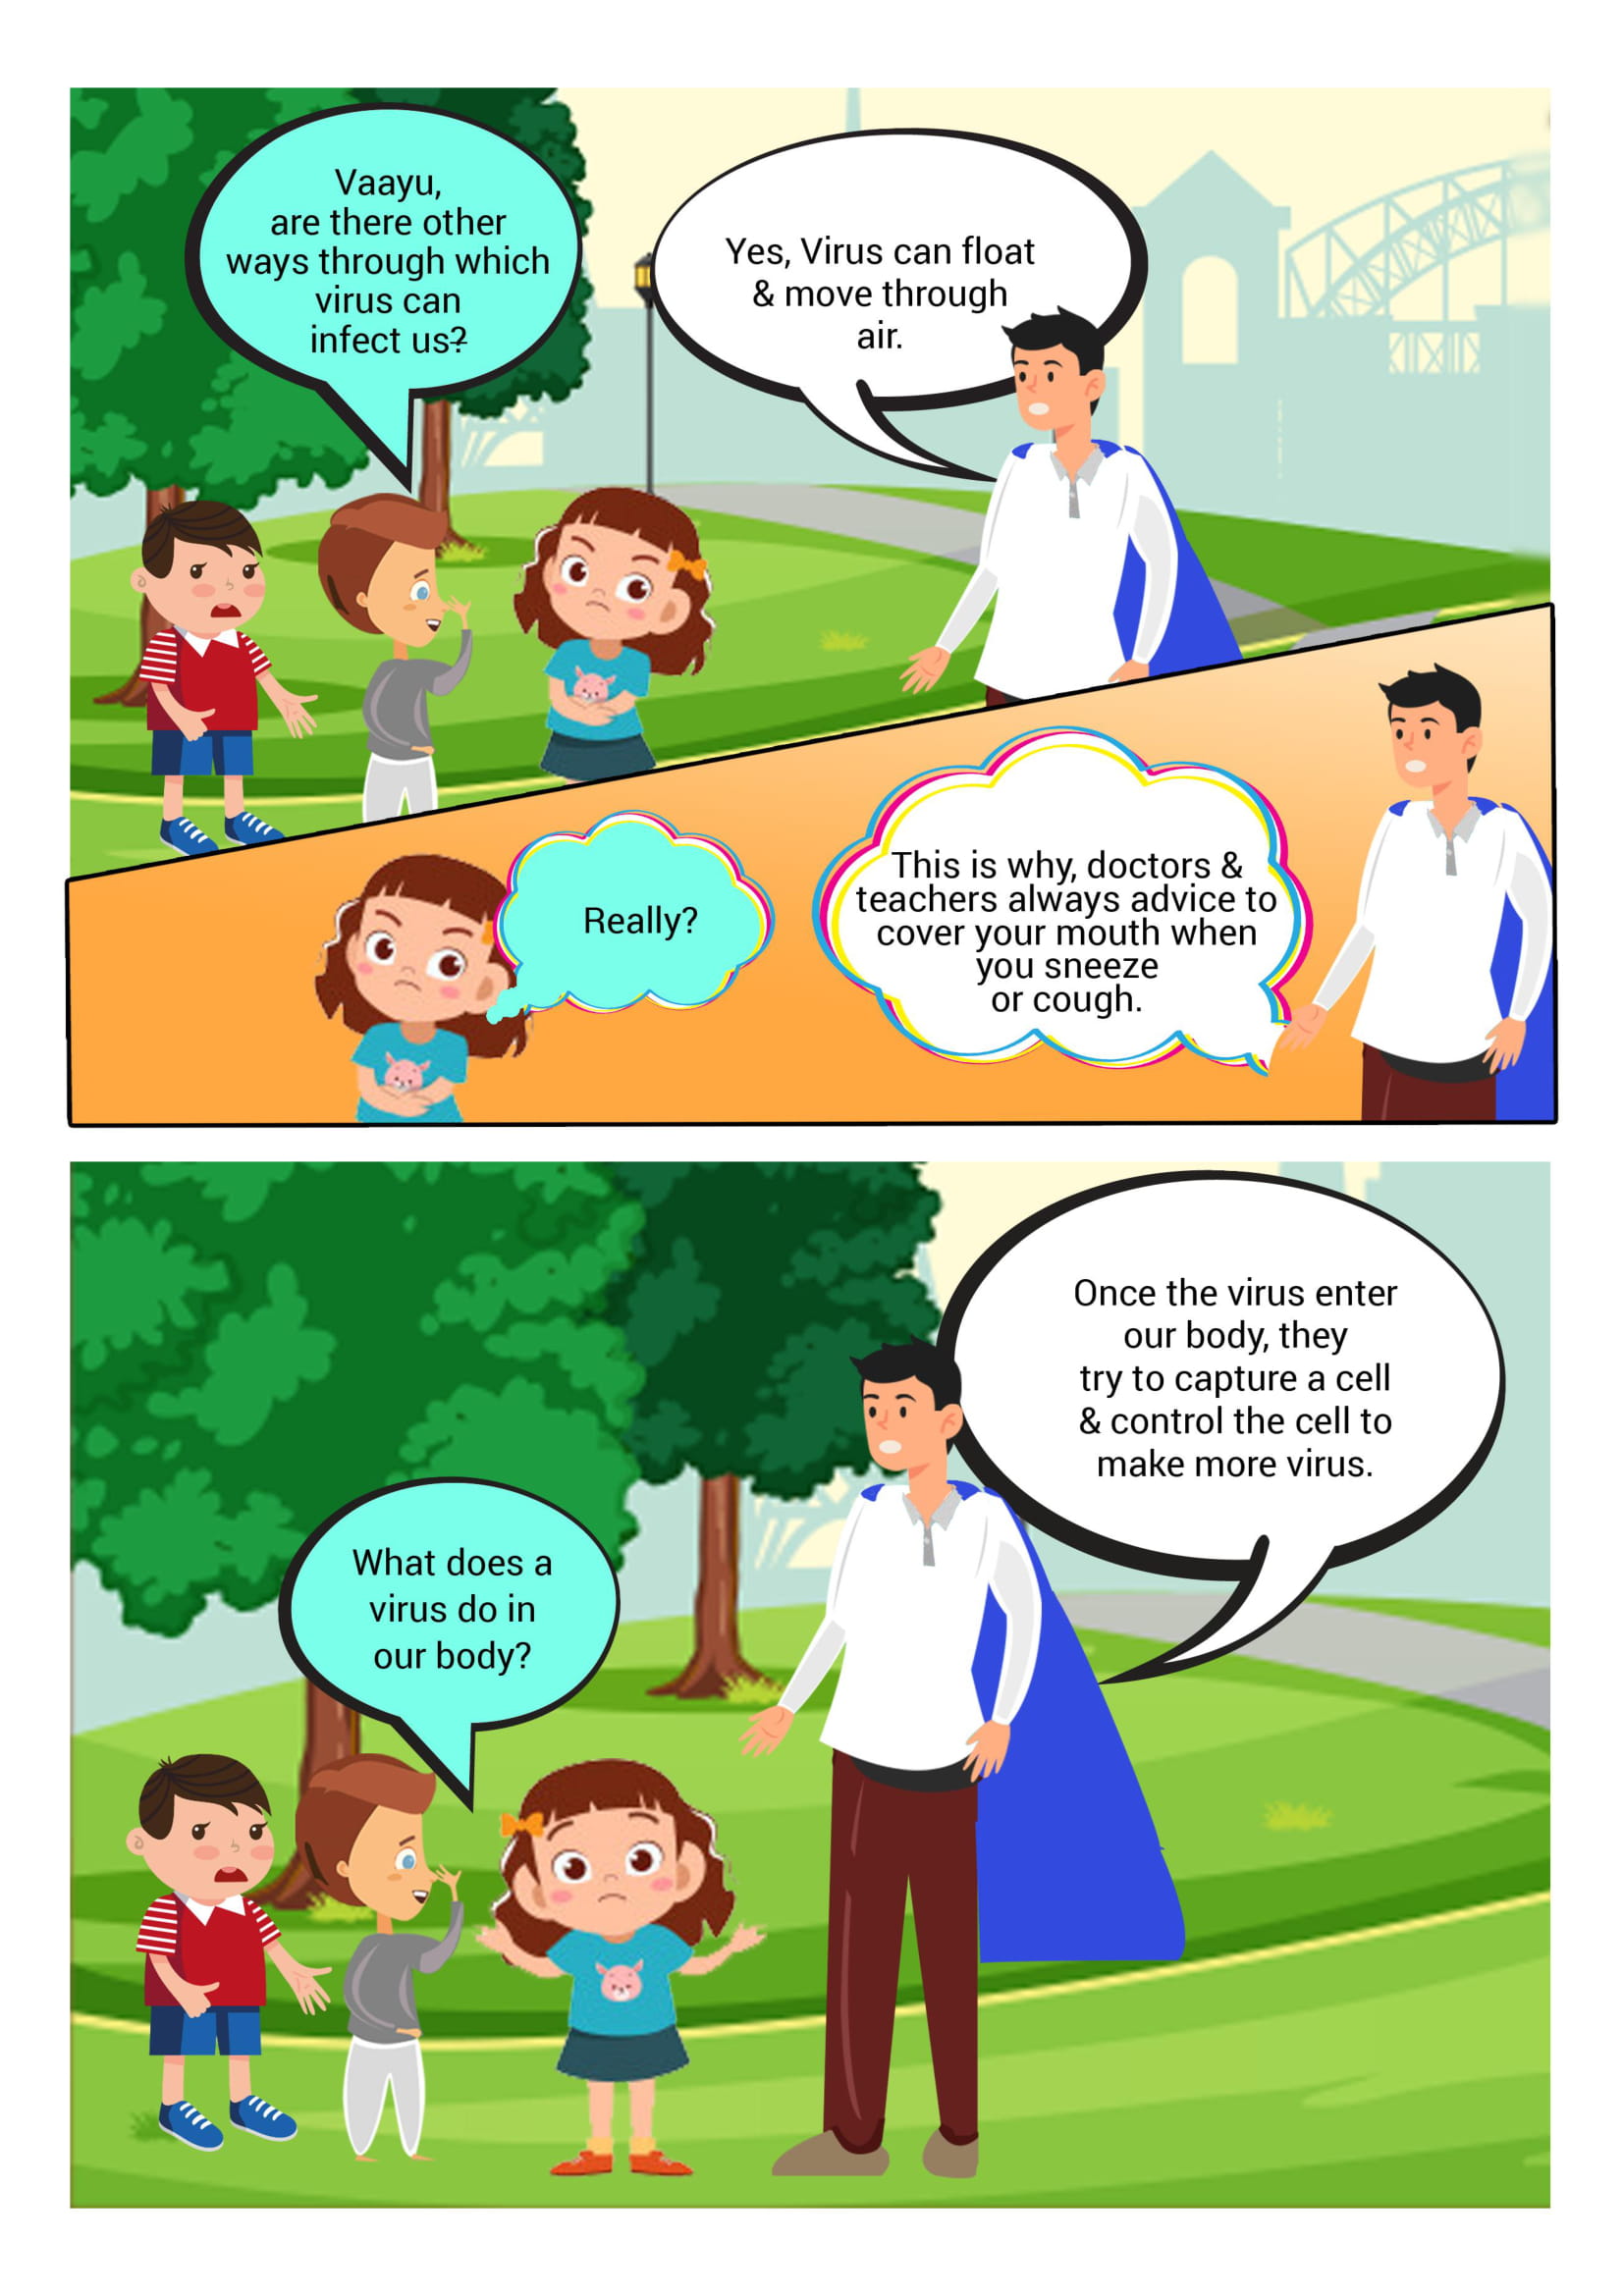 Vaayu,
are there other
ways through which
virus can
infect us?
Yes, Virus can float
& move through
air.
Really?
This is why, doctors &
teachers always advice to
cover your mouth when
you sneeze
or cough.
What does a
virus do in
our body?
Once the virus enter
our body, they
try to capture a cell
& control the cell to
make more virus.